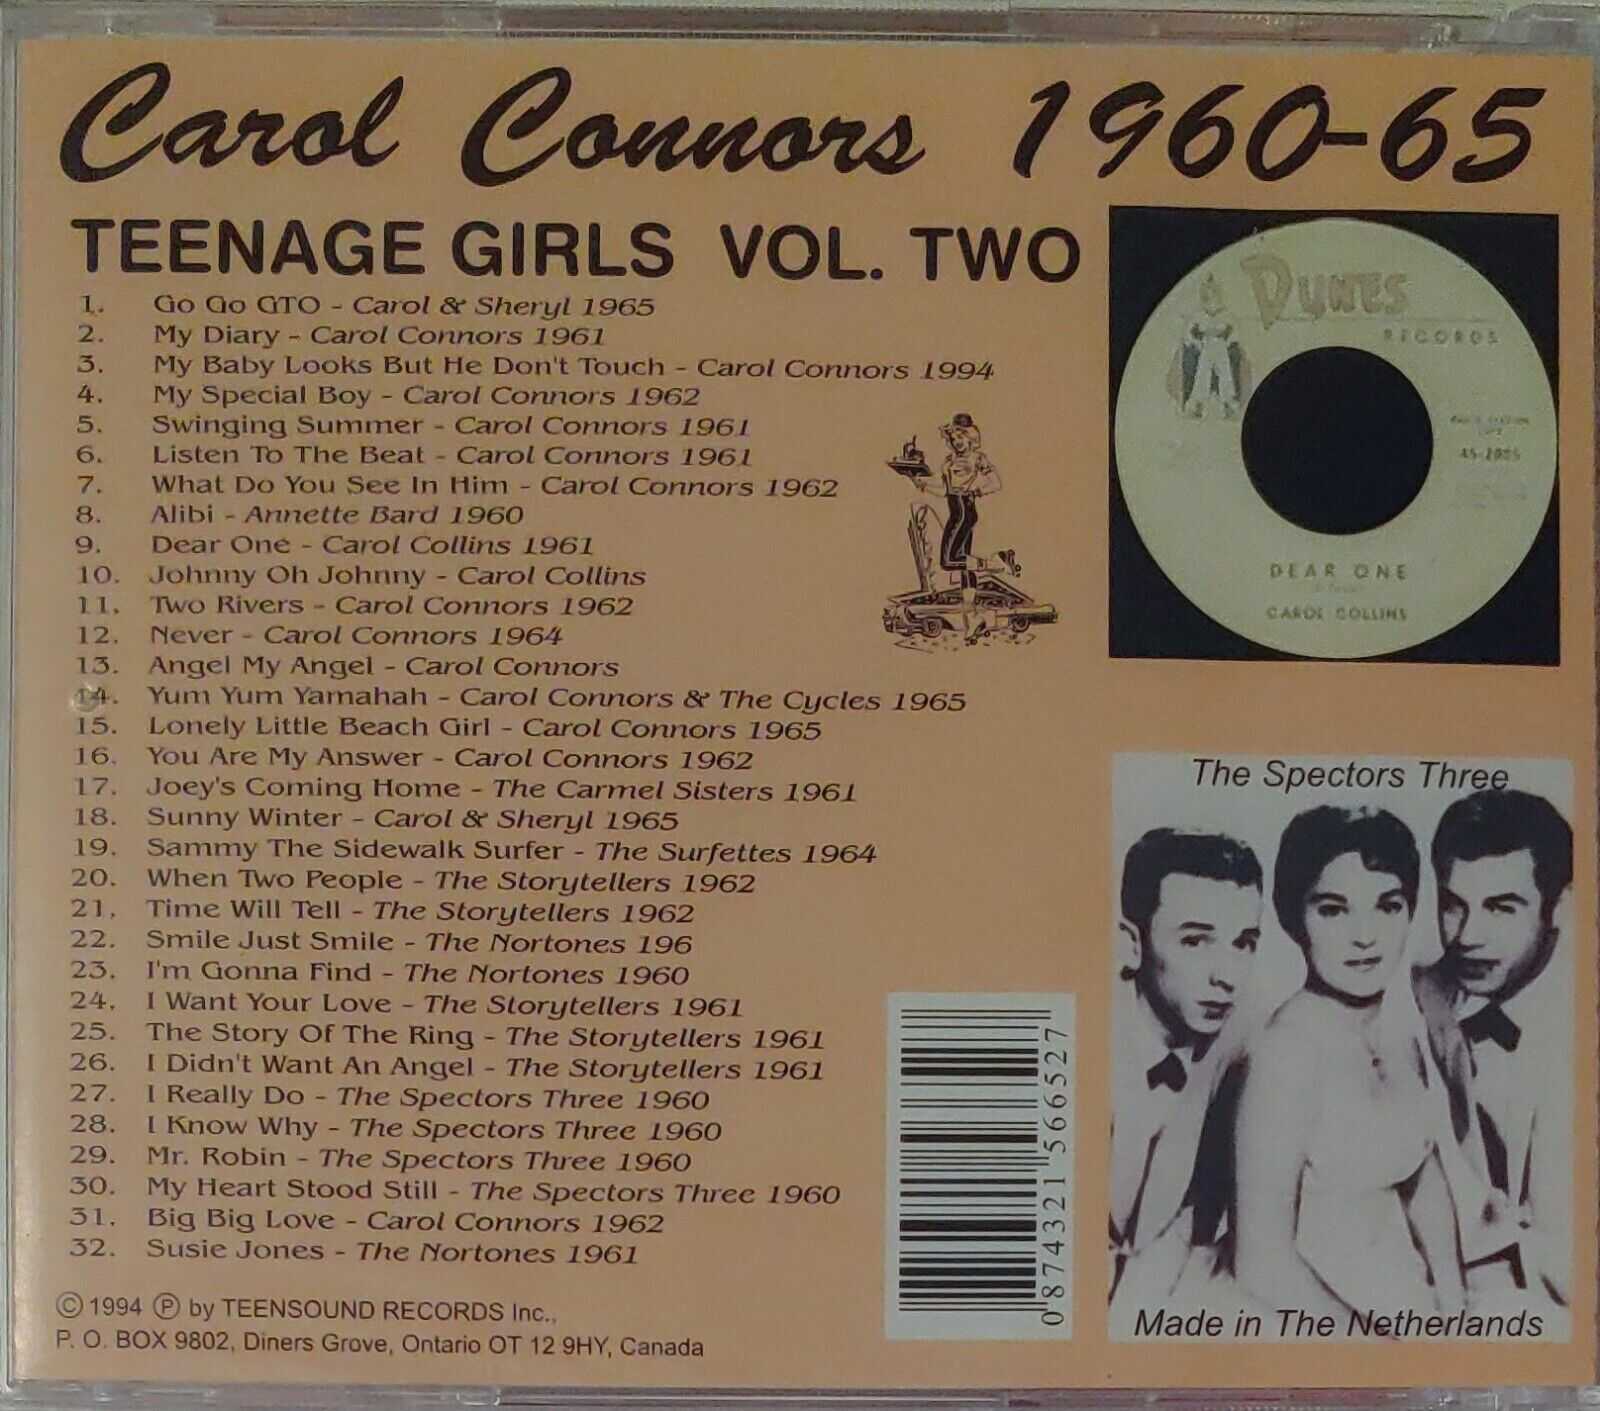 Carol Connors 1960-65
TEENAGE GIRLS VOL. TWO
1. Go Go GTO - Carol & Sheryl 1965
2. My Diary - Carol Connors 1961
3. My Baby Looks But He Don't Touch - Carol Connors 1994
4. My Special Boy - Carol Connors 1962
5. Swinging Summer - Carol Connors 1961
6. Listen To The Beat - Carol Connors 1961
7. What Do You See In Him - Carol Connors 1962
8. Alibi - Annette Bard 1960
9. Dear One - Carol Collins 1961
10. Johnny Oh Johnny - Carol Collins
11. Two Rivers - Carol Connors 1962
12. Never - Carol Connors 1964
13. Angel My Angel - Carol Connors
14. Yum Yum Yamahah - Carol Connors & The Cycles 1965
15. Lonely Little Beach Girl - Carol Connors 1965
16. You Are My Answer - Carol Connors 1962
17. Joey's Coming Home - The Carmel Sisters 1961
18. Sunny Winter - Carol & Sheryl 1965
19. Sammy The Sidewalk Surfer - The Surfettes 1964
20. When Two People - The Storytellers 1962
21. Time Will Tell - The Storytellers 1962
22. Smile Just Smile - The Nortones 196
23. I'm Gonna Find - The Nortones 1960
24. I Want Your Love - The Storytellers 1961
25. The Story Of The Ring - The Storytellers 1961
26. I Didn't Want An Angel - The Storytellers 1961
27. I Really Do - The Spectors Three 1960
28. I Know Why - The Spectors Three 1960
29. Mr. Robin - The Spectors Three 1960
30. My Heart Stood Still - The Spectors Three 1960
31. Big Big Love - Carol Connors 1962
32. Susie Jones - The Nortones 1961
© 1994 ℗ by TEENSOUND RECORDS Inc.,
P. O. BOX 9802, Diners Grove, Ontario OT 12 9HY, Canada
DUNES
RECORDS
DEAR ONE
CAROL COLLINS
The Spectors Three
Made in The Netherlands
0 874321 566527